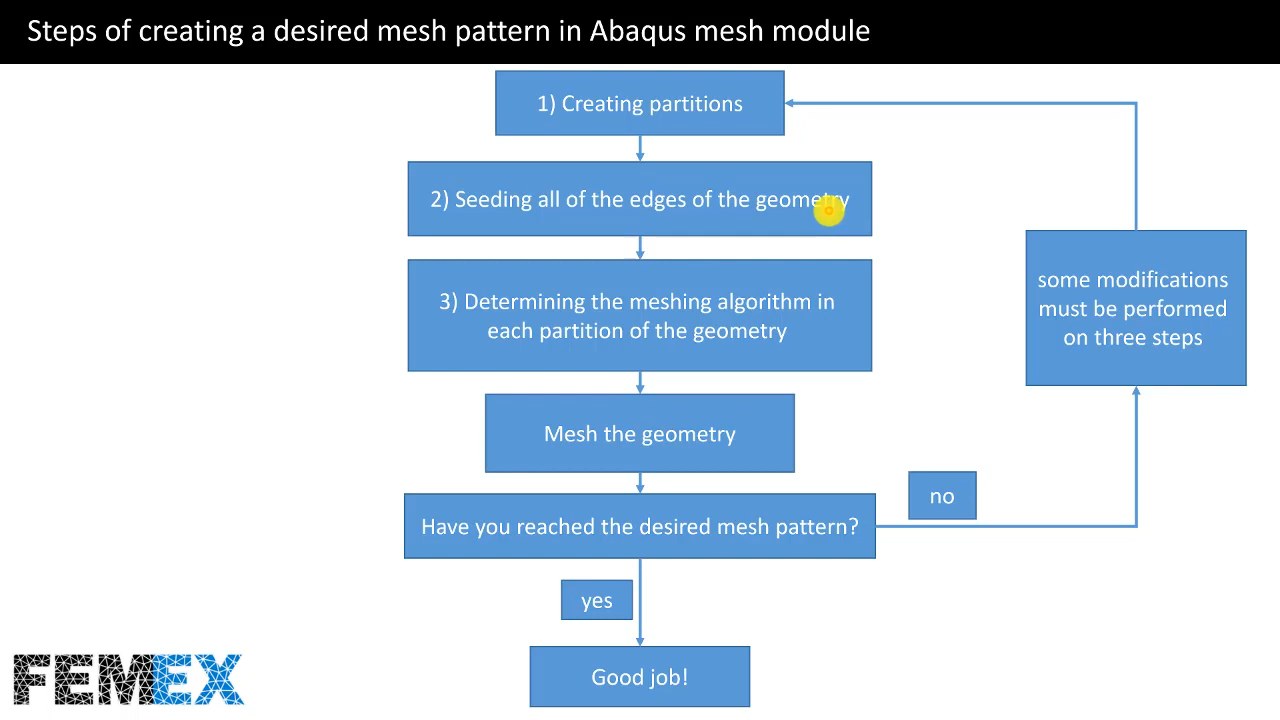 Steps of creating a desired mesh pattern in Abaqus mesh module
1) Creating partitions
2) Seeding all of the edges of the geometry
3) Determining the meshing algorithm in
each partition of the geometry
some modifications
must be performed
on three steps
Mesh the geometry
no
Have you reached the desired mesh pattern?
yes
Good job!
FEMEX